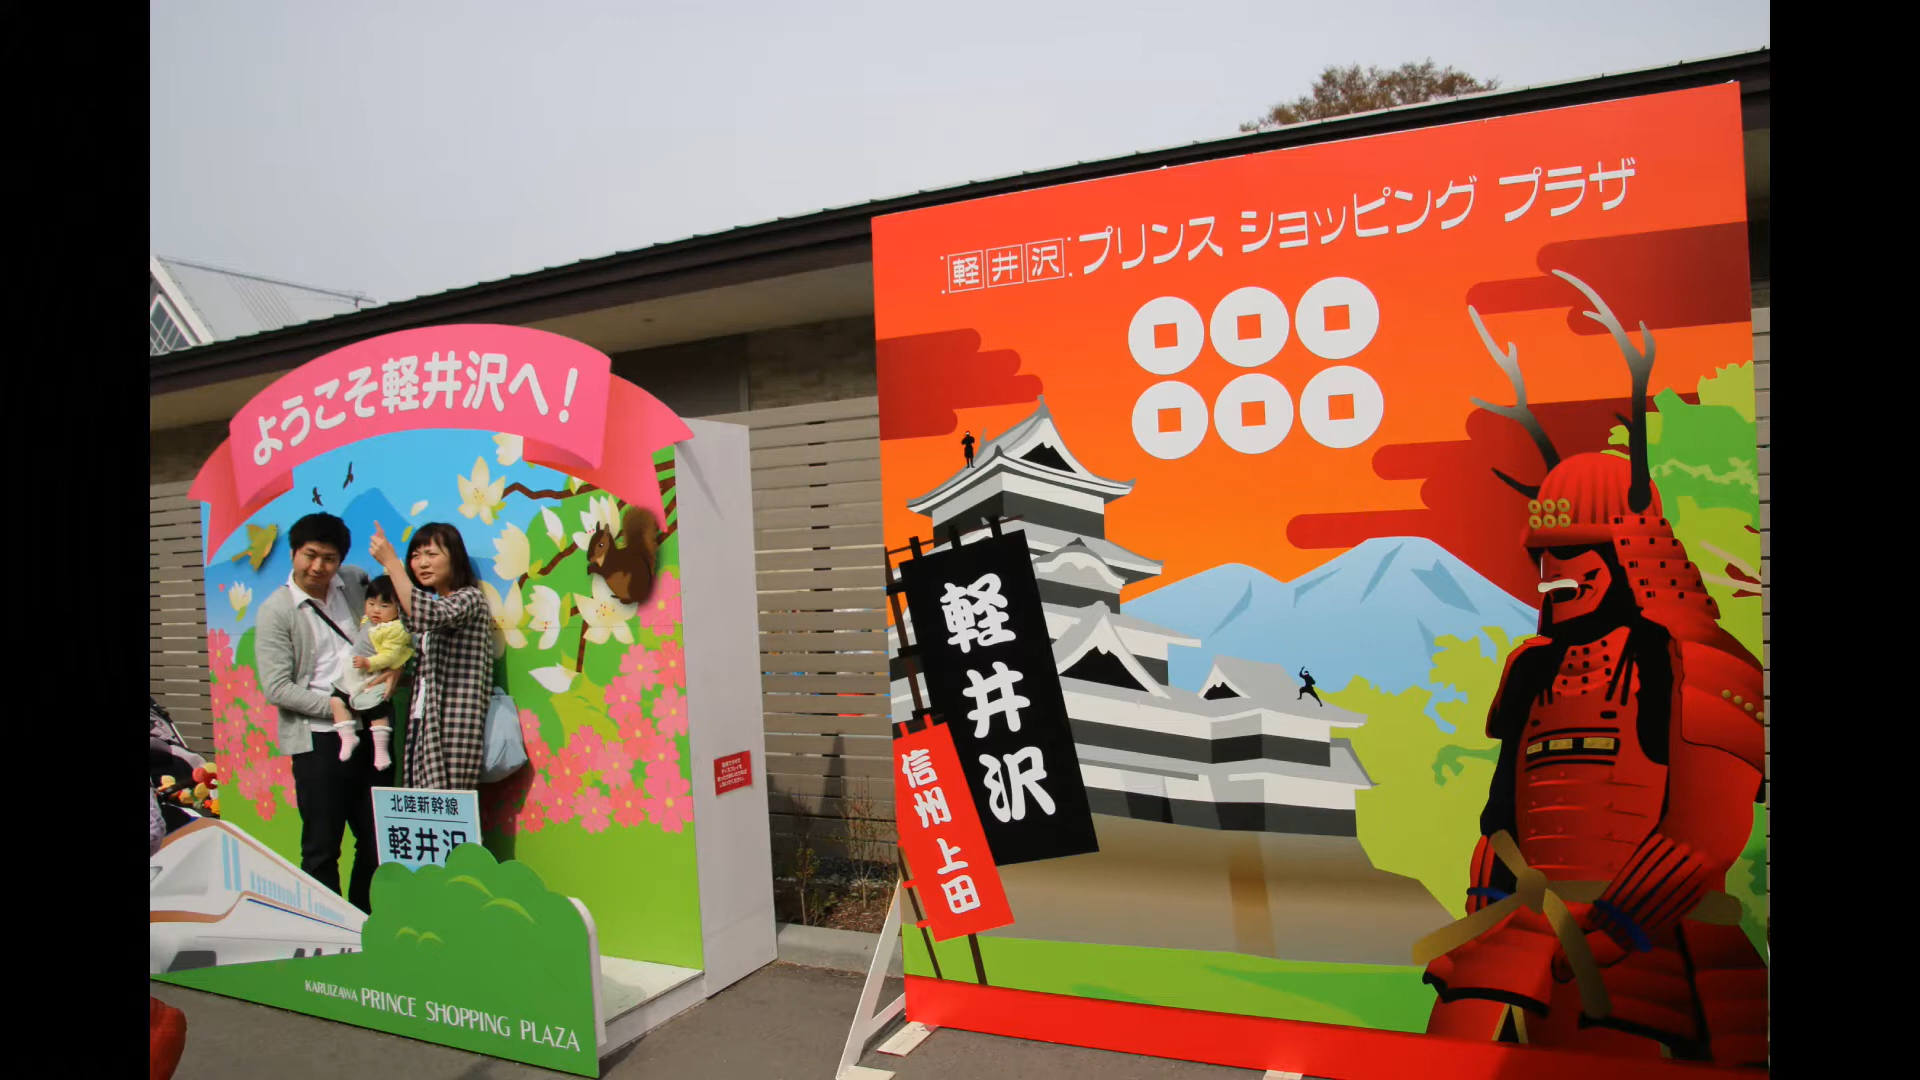 ようこそ軽井沢へ!
北陸新幹線
軽井沢
KARUIZAWA PRINCE SHOPPING PLAZA
軽井沢 プリンス ショッピング プラザ
軽井沢
信州 上田